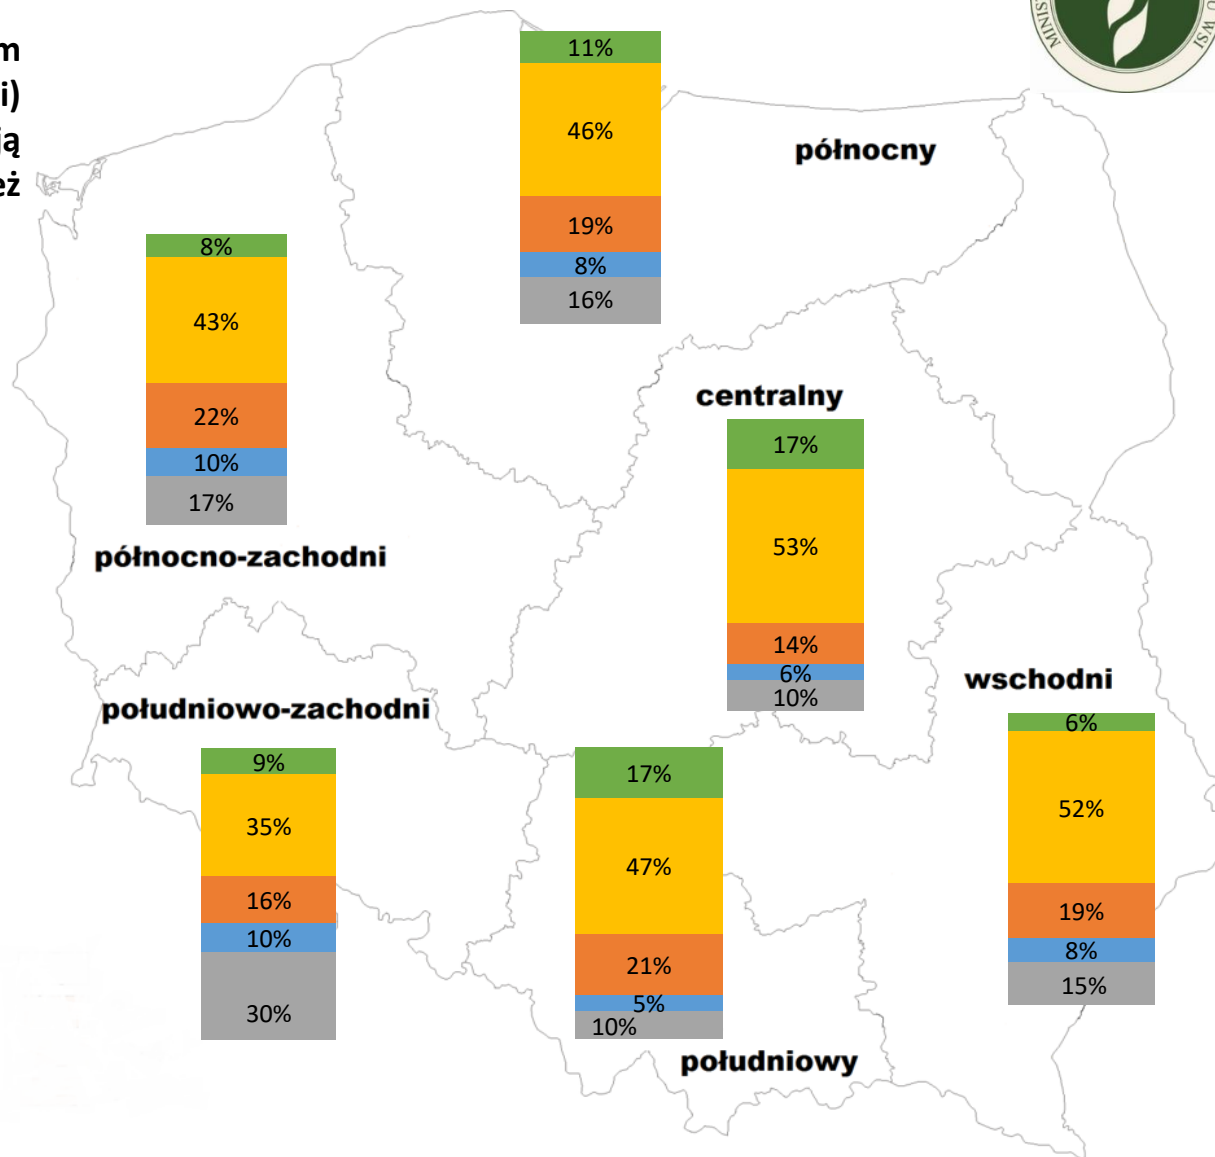 m
i)
ją
eż
MINIS
U WSI
11%
46%
19%
8%
16%
północny
8%
43%
22%
10%
17%
północno-zachodni
centralny
17%
53%
14%
6%
10%
wschodni
6%
52%
19%
8%
15%
południowo-zachodni
9%
35%
16%
10%
30%
17%
47%
21%
5%
10%
południowy